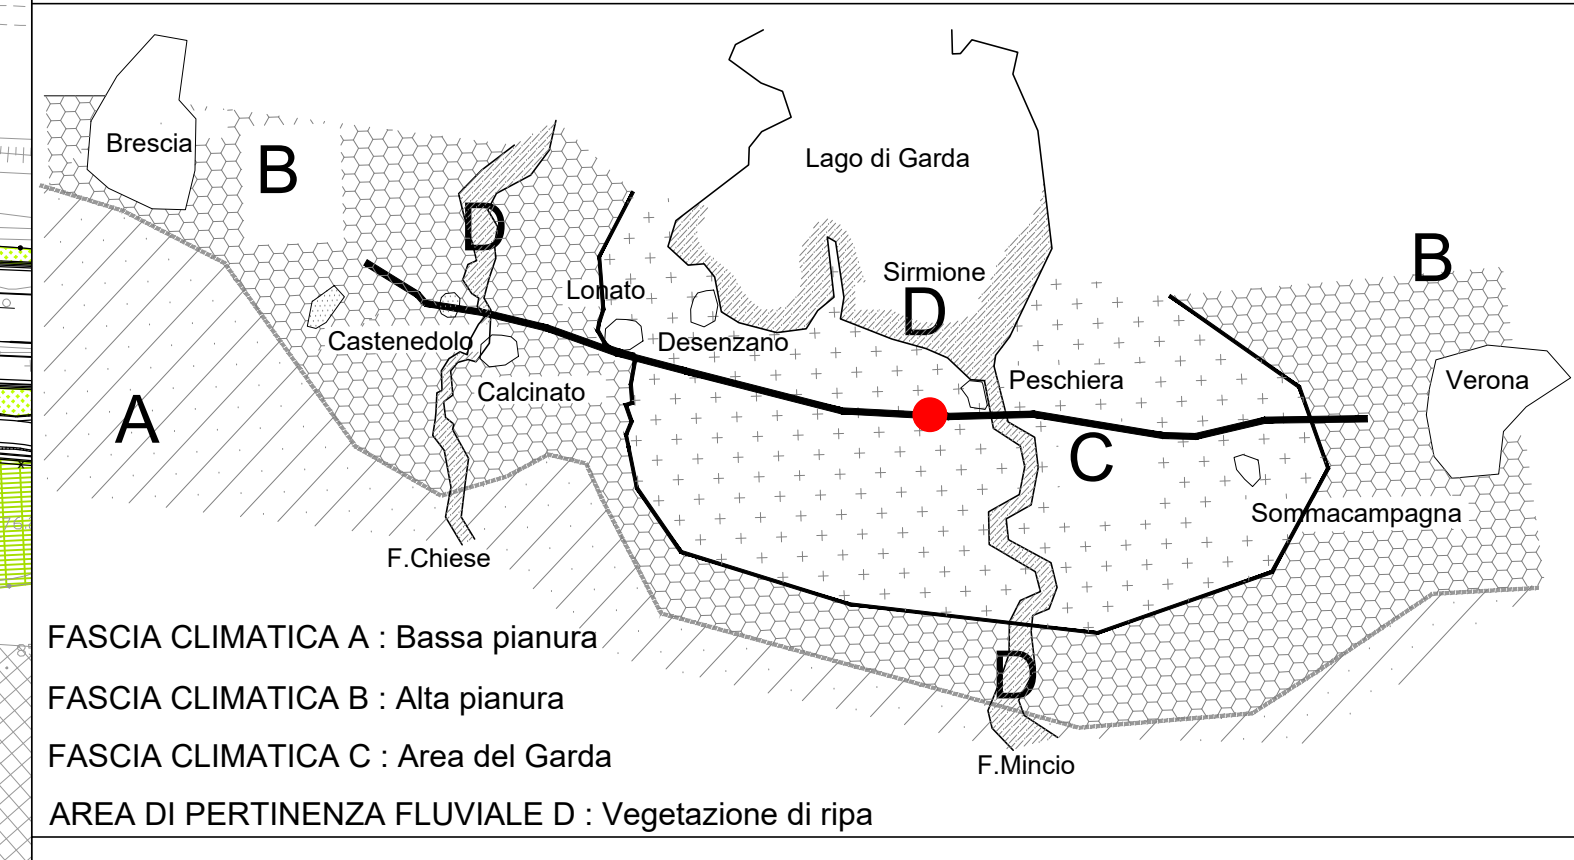 Brescia
B
Lago di Garda
D
B
Sirmione
D
Lonato
Castenedolo
Desenzano
Calcinato
Peschiera
Verona
A
C
Sommacampagna
F.Chiese
FASCIA CLIMATICA A : Bassa pianura
D
FASCIA CLIMATICA B : Alta pianura
FASCIA CLIMATICA C : Area del Garda
F.Mincio
AREA DI PERTINENZA FLUVIALE D : Vegetazione di ripa